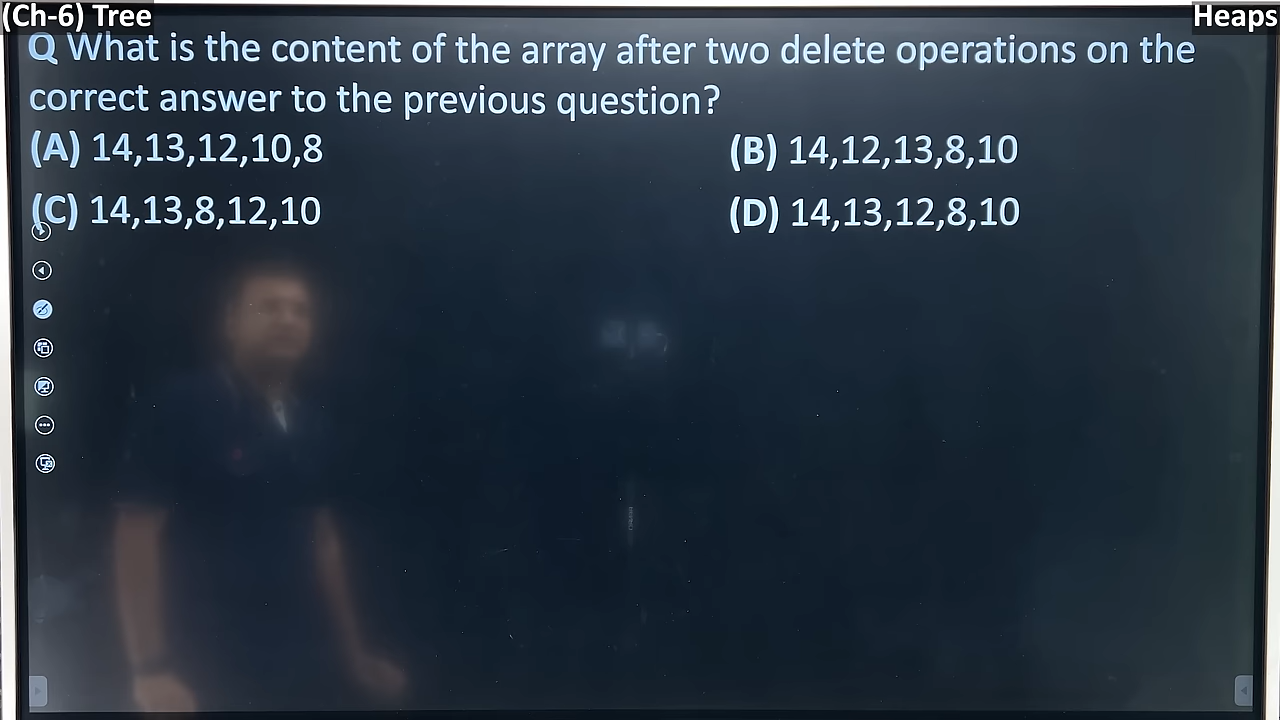 (Ch-6) Tree
Heaps
Q What is the content of the array after two delete operations on the
correct answer to the previous question?
(A) 14,13,12,10,8
(B) 14,12,13,8,10
(C) 14,13,8,12,10
(D) 14,13,12,8,10